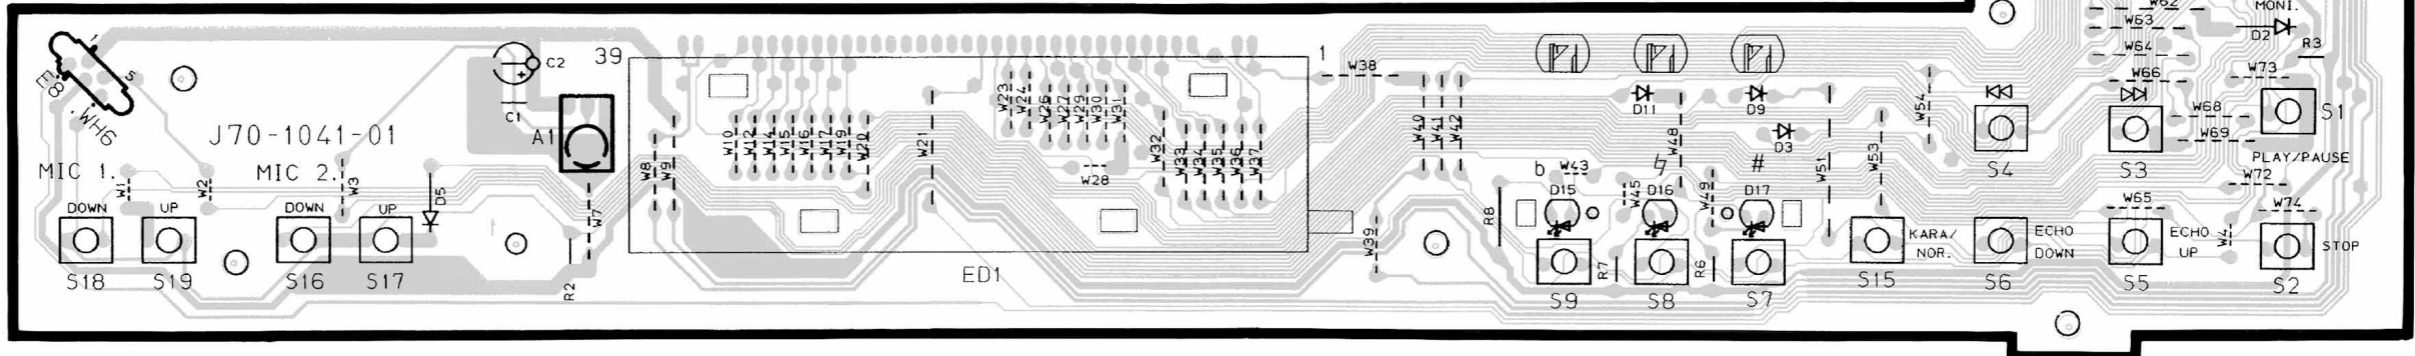 W62
MONI.
W63
D2
R3
W64
39
1
C2
W38
W66
W73
E
8
S
WH6
C1
J70-1041-01
A1
W23
W24
W26
W27
W29
W30
W31
D11
D9
D3
W54
W68
W69
S1
W10
W12
W14
W15
W16
W17
W19
W20
W21
W32
W33
W34
W35
W36
W37
W40
W41
W42
W48
W51
W53
S4
S3
PLAY/PAUSE
MIC 1.
W1
W2
MIC 2.
W3
D5
W8
W9
W28
b
W43
#
W72
DOWN
UP
DOWN
UP
W7
R8
D15
W45
D16
W49
D17
W65
W74
W39
KARA/
NOR.
ECHO
DOWN
ECHO
UP
W4
STOP
S18
S19
S16
S17
R2
ED1
R7
R6
S9
S8
S7
S15
S6
S5
S2